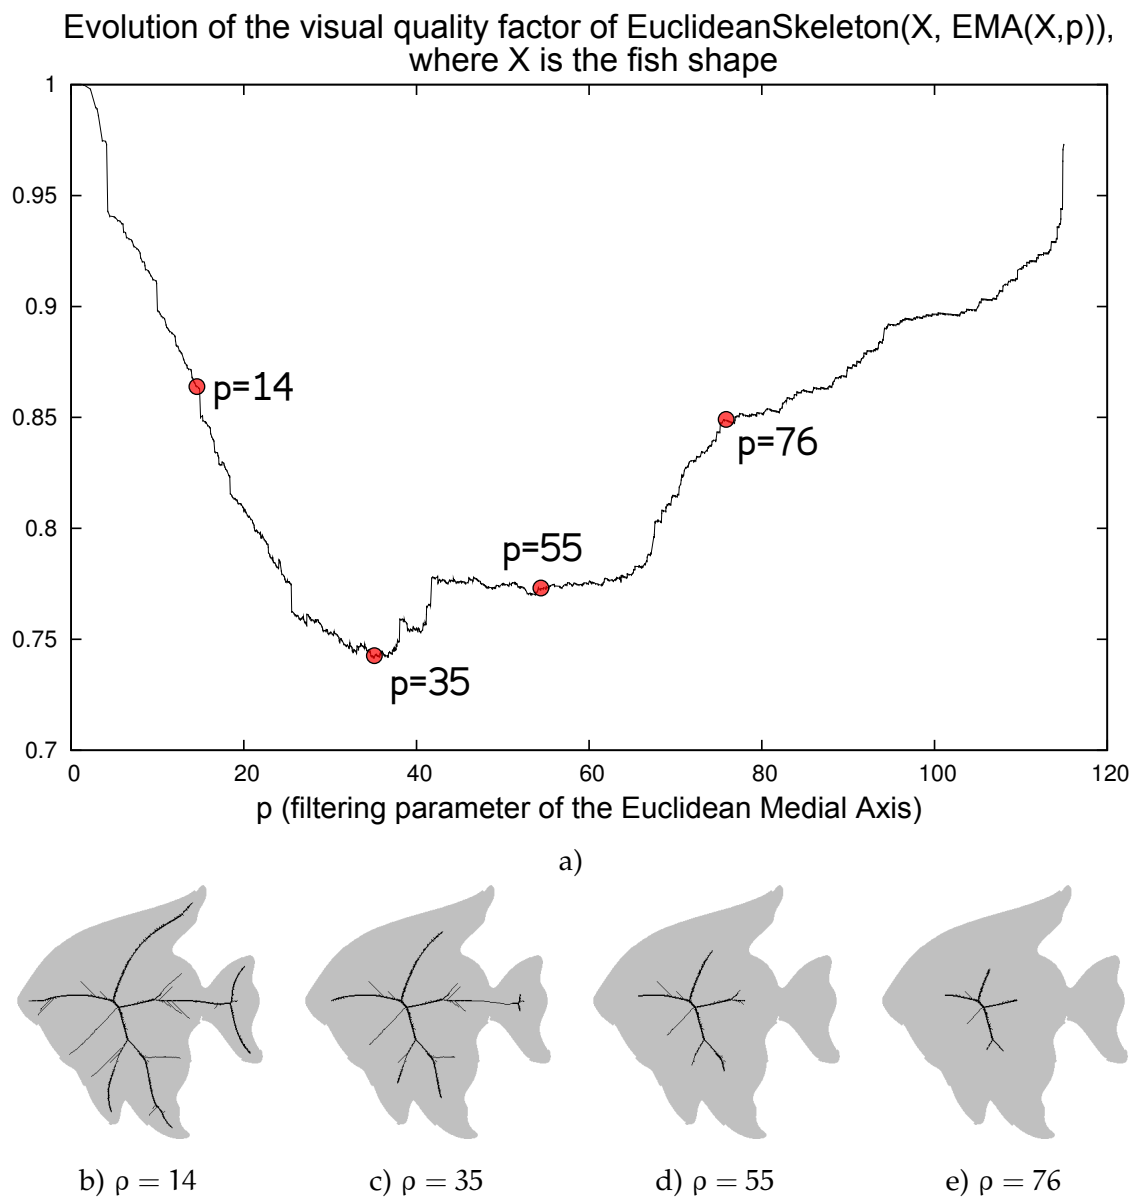 Evolution of the visual quality factor of EuclideanSkeleton(X, EMA(X,p)),
where X is the fish shape
1
0.95
0.9
0.85
0.8
0.75
0.7
p=14
p=76
p=55
p=35
0 20 40 60 80 100 120
p (filtering parameter of the Euclidean Medial Axis)
a)
b) ρ = 14 c) ρ = 35 d) ρ = 55 e) ρ = 76